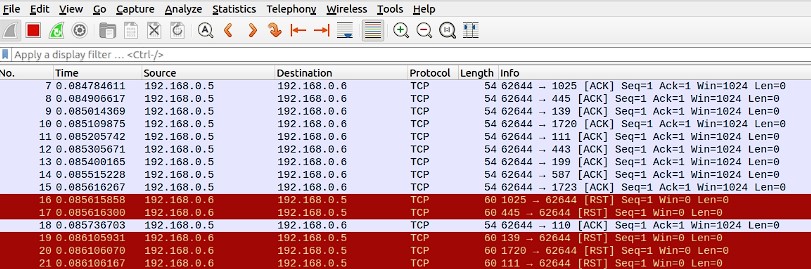 File Edit View Go Capture Analyze Statistics Telephony Wireless Tools Help
Apply a display filter … <Ctrl-/>
No. Time Source Destination Protocol Length Info
7 0.084784611 192.168.0.5 192.168.0.6 TCP 54 62644 → 1025 [ACK] Seq=1 Ack=1 Win=1024 Len=0
8 0.084906617 192.168.0.5 192.168.0.6 TCP 54 62644 → 445 [ACK] Seq=1 Ack=1 Win=1024 Len=0
9 0.085014369 192.168.0.5 192.168.0.6 TCP 54 62644 → 139 [ACK] Seq=1 Ack=1 Win=1024 Len=0
10 0.085109875 192.168.0.5 192.168.0.6 TCP 54 62644 → 1720 [ACK] Seq=1 Ack=1 Win=1024 Len=0
11 0.085205742 192.168.0.5 192.168.0.6 TCP 54 62644 → 111 [ACK] Seq=1 Ack=1 Win=1024 Len=0
12 0.085305671 192.168.0.5 192.168.0.6 TCP 54 62644 → 443 [ACK] Seq=1 Ack=1 Win=1024 Len=0
13 0.085400165 192.168.0.5 192.168.0.6 TCP 54 62644 → 199 [ACK] Seq=1 Ack=1 Win=1024 Len=0
14 0.085515228 192.168.0.5 192.168.0.6 TCP 54 62644 → 587 [ACK] Seq=1 Ack=1 Win=1024 Len=0
15 0.085616267 192.168.0.5 192.168.0.6 TCP 54 62644 → 1723 [ACK] Seq=1 Ack=1 Win=1024 Len=0
16 0.085615858 192.168.0.6 192.168.0.5 TCP 60 1025 → 62644 [RST] Seq=1 Win=0 Len=0
17 0.085616300 192.168.0.6 192.168.0.5 TCP 60 445 → 62644 [RST] Seq=1 Win=0 Len=0
18 0.085736703 192.168.0.5 192.168.0.6 TCP 54 62644 → 110 [ACK] Seq=1 Ack=1 Win=1024 Len=0
19 0.086105931 192.168.0.6 192.168.0.5 TCP 60 139 → 62644 [RST] Seq=1 Win=0 Len=0
20 0.086106070 192.168.0.6 192.168.0.5 TCP 60 1720 → 62644 [RST] Seq=1 Win=0 Len=0
21 0.086106167 192.168.0.6 192.168.0.5 TCP 60 111 → 62644 [RST] Seq=1 Win=0 Len=0